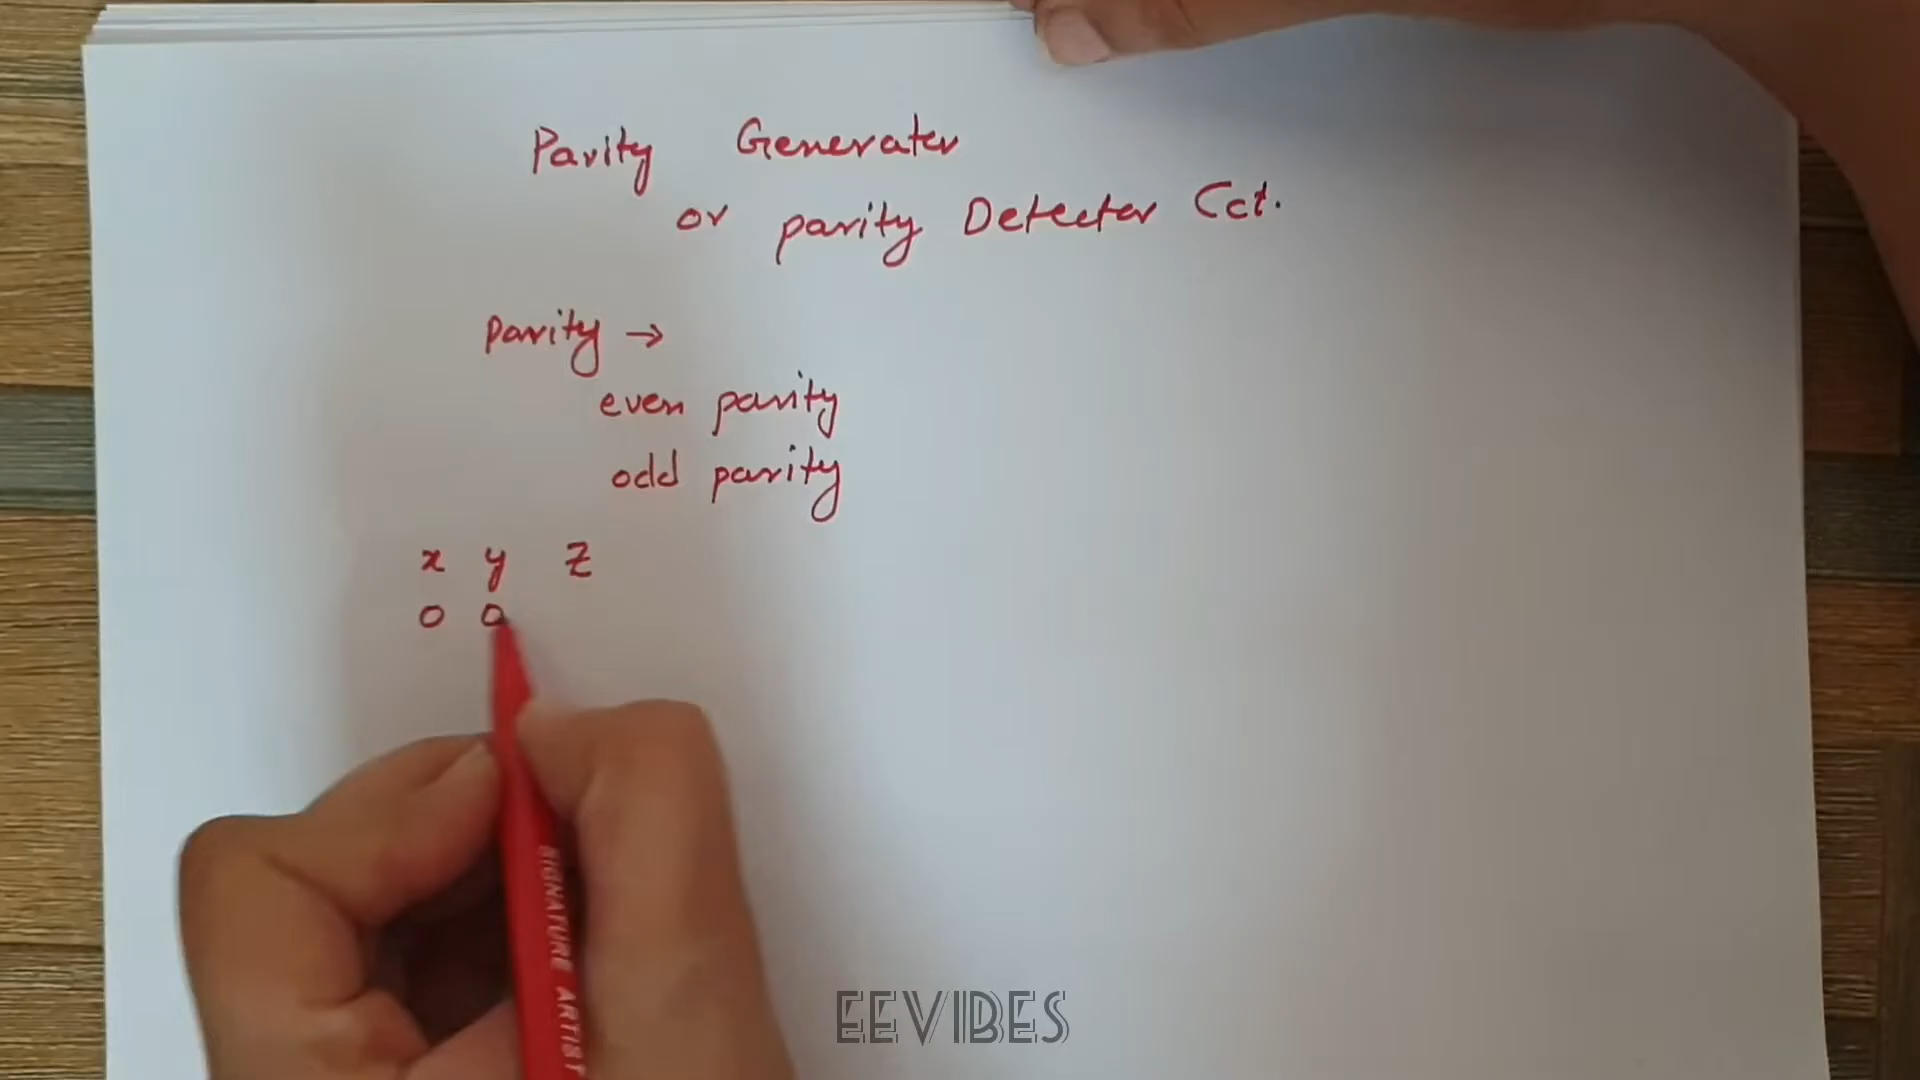 Parity Generater
or parity Detecter Cct.
Parity →
even parity
odd parity
x y z
0 0
SIGNATURE ARTIST
EEVIBES